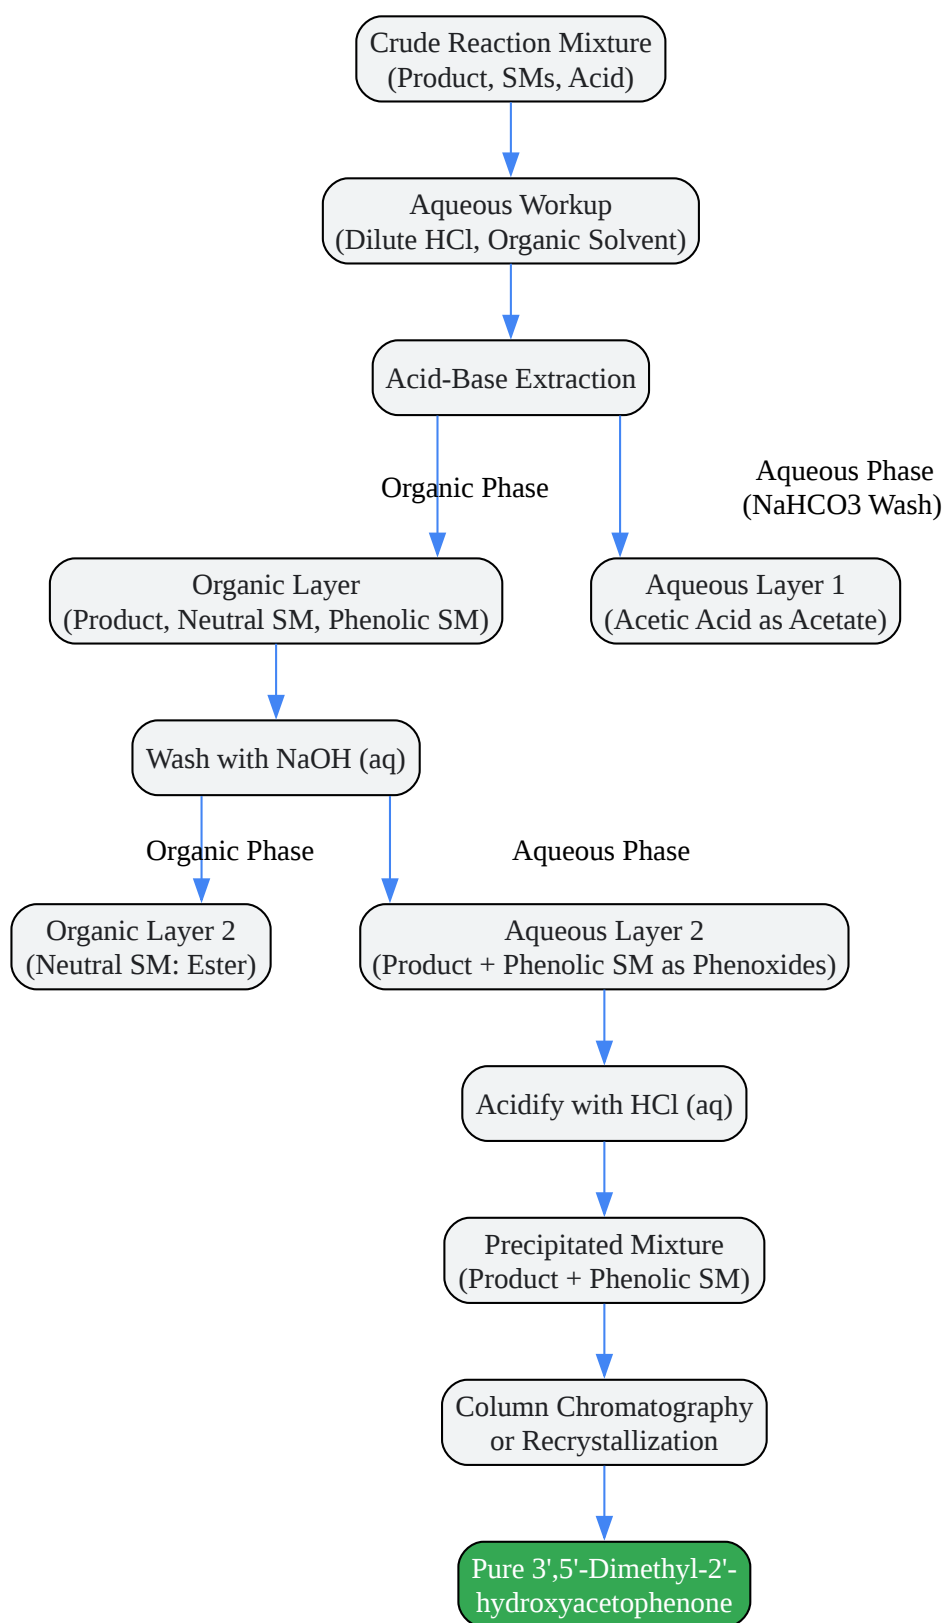 Crude Reaction Mixture
(Product, SMs, Acid)
Aqueous Workup
(Dilute HCl, Organic Solvent)
Acid-Base Extraction
Organic Phase
Aqueous Phase
(NaHCO3 Wash)
Organic Layer
(Product, Neutral SM, Phenolic SM)
Aqueous Layer 1
(Acetic Acid as Acetate)
Wash with NaOH (aq)
Organic Phase
Aqueous Phase
Organic Layer 2
(Neutral SM: Ester)
Aqueous Layer 2
(Product + Phenolic SM as Phenoxides)
Acidify with HCl (aq)
Precipitated Mixture
(Product + Phenolic SM)
Column Chromatography
or Recrystallization
Pure 3',5'-Dimethyl-2'-
hydroxyacetophenone